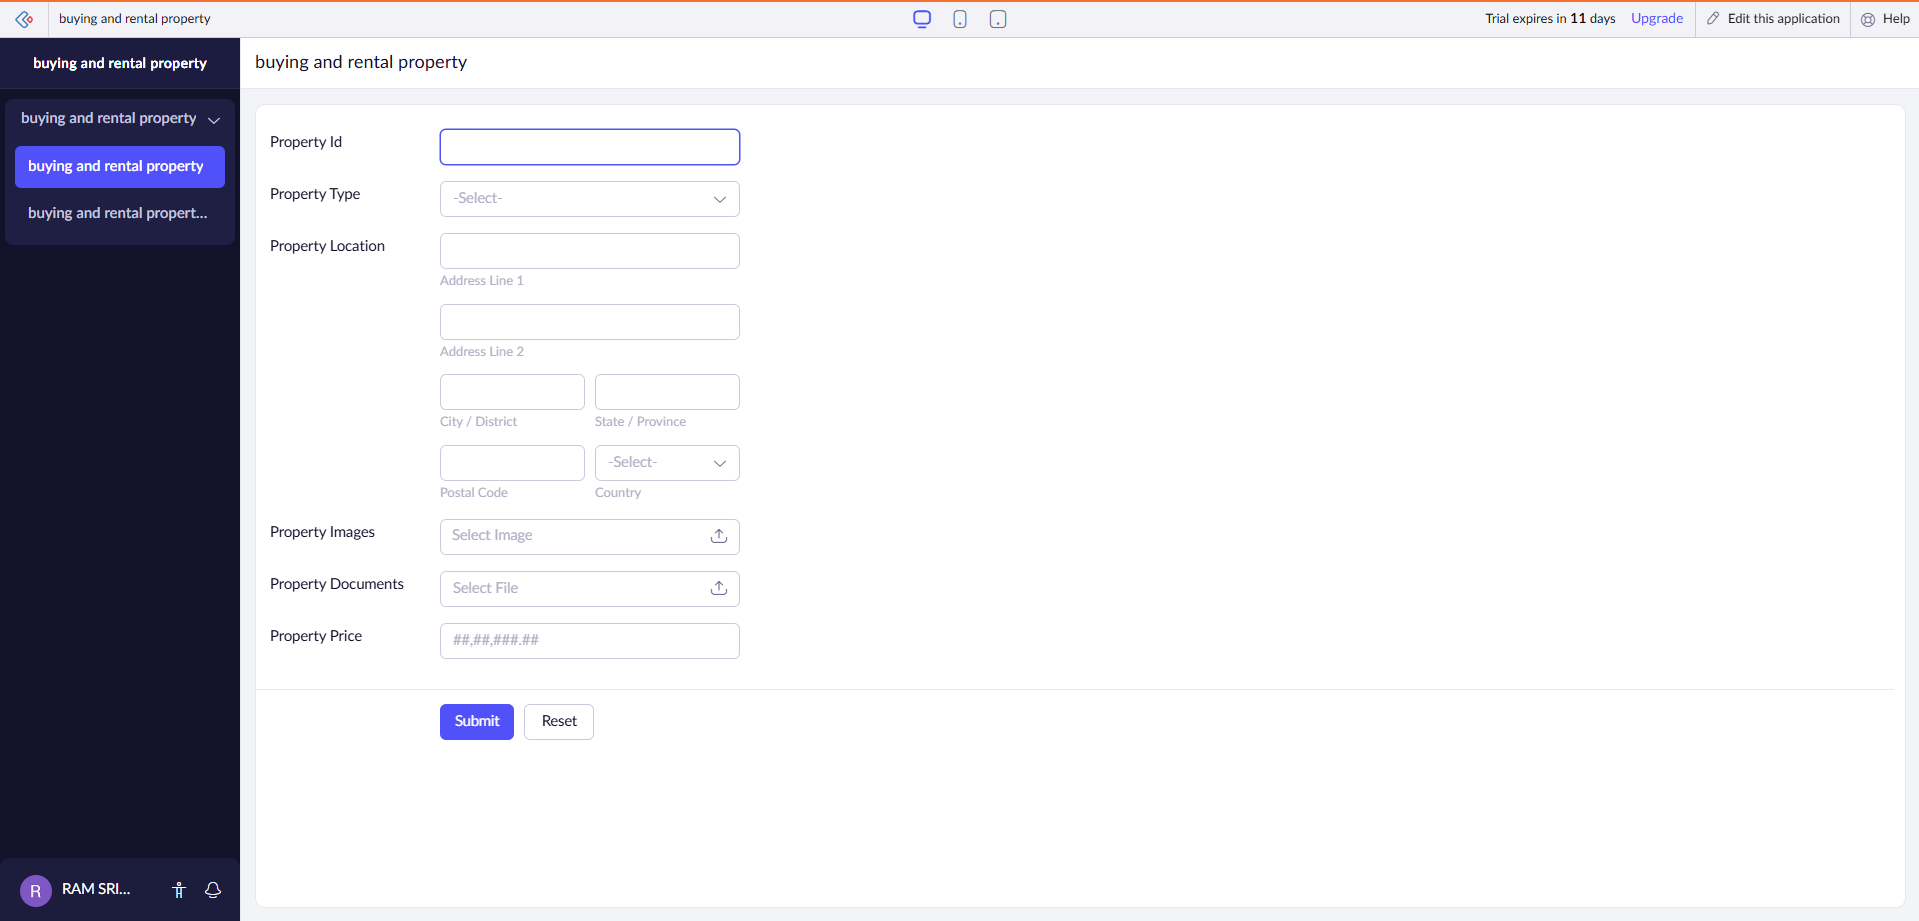 buying and rental property
Trial expires in 11 days Upgrade Edit this application Help
buying and rental property
buying and rental property
buying and rental property
buying and rental propert...
RAM SRI...
R
buying and rental property
Property Id
Property Type
-Select-
Property Location
Address Line 1
Address Line 2
City / District State / Province
-Select-
Postal Code Country
Property Images
Select Image
Property Documents
Select File
Property Price
##,##,###.##
Submit Reset